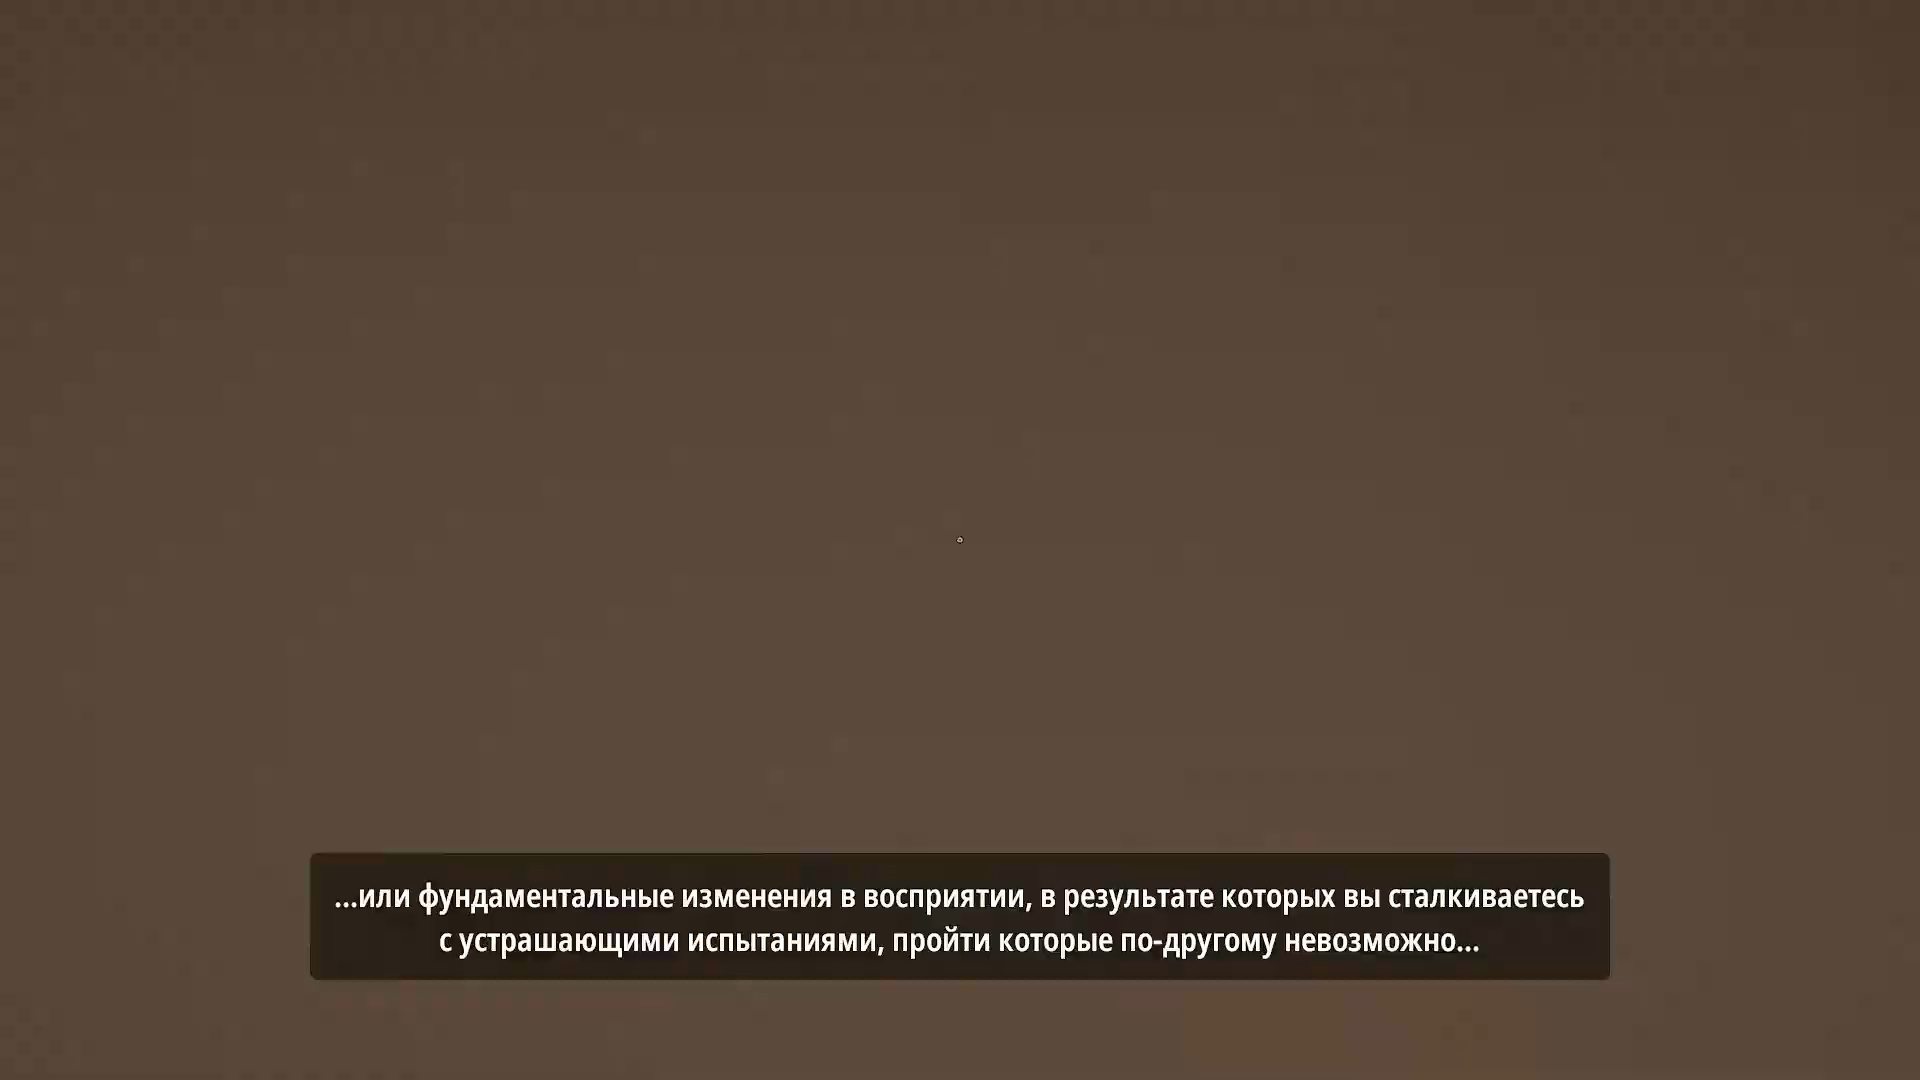 ...или фундаментальные изменения в восприятии, в результате которых вы сталкиваетесь
с устрашающими испытаниями, пройти которые по-другому невозможно...